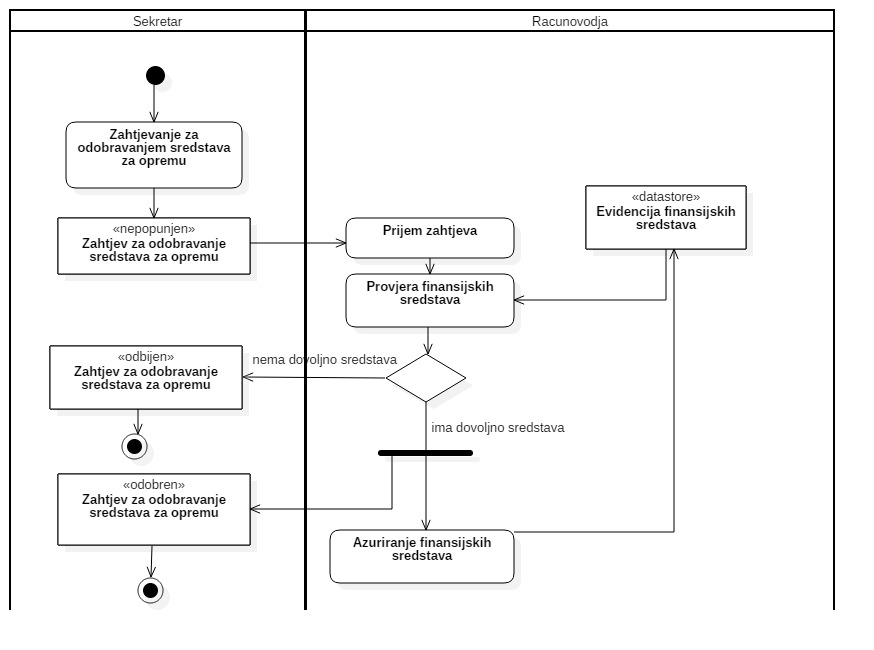 Sekretar
Racunovodja
Zahtjevanje za
odobravanjem sredstava
za opremu
«nepopunjen»
Zahtjev za odobravanje
sredstava za opremu
Prijem zahtjeva
«datastore»
Evidencija finansijskih
sredstava
Provjera finansijskih
sredstava
«odbijen»
Zahtjev za odobravanje
sredstava za opremu
nema dovoljno sredstava
ima dovoljno sredstava
«odobren»
Zahtjev za odobravanje
sredstava za opremu
Azuriranje finansijskih
sredstava